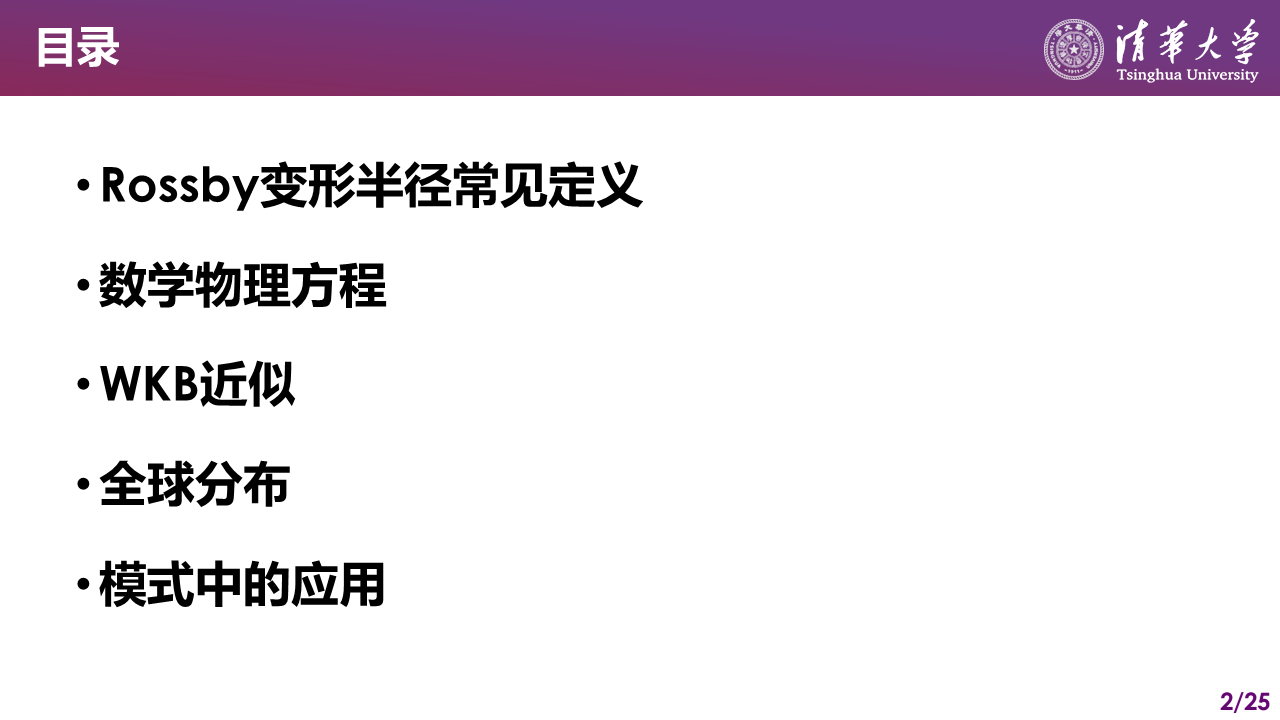 目录
清华大学
Tsinghua University
• Rossby变形半径常见定义
• 数学物理方程
• WKB近似
• 全球分布
• 模式中的应用
2/25